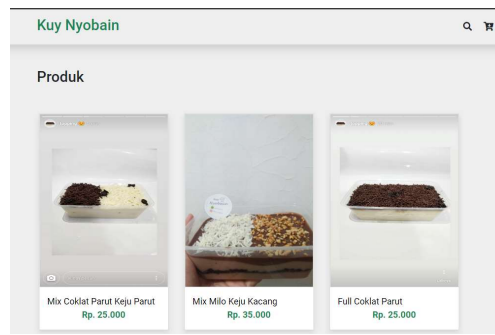 Kuy Nyobain
Produk
Mix Coklat Parut Keju Parut
Rp. 25.000
Mix Milo Keju Kacang
Rp. 35.000
Full Coklat Parut
Rp. 25.000